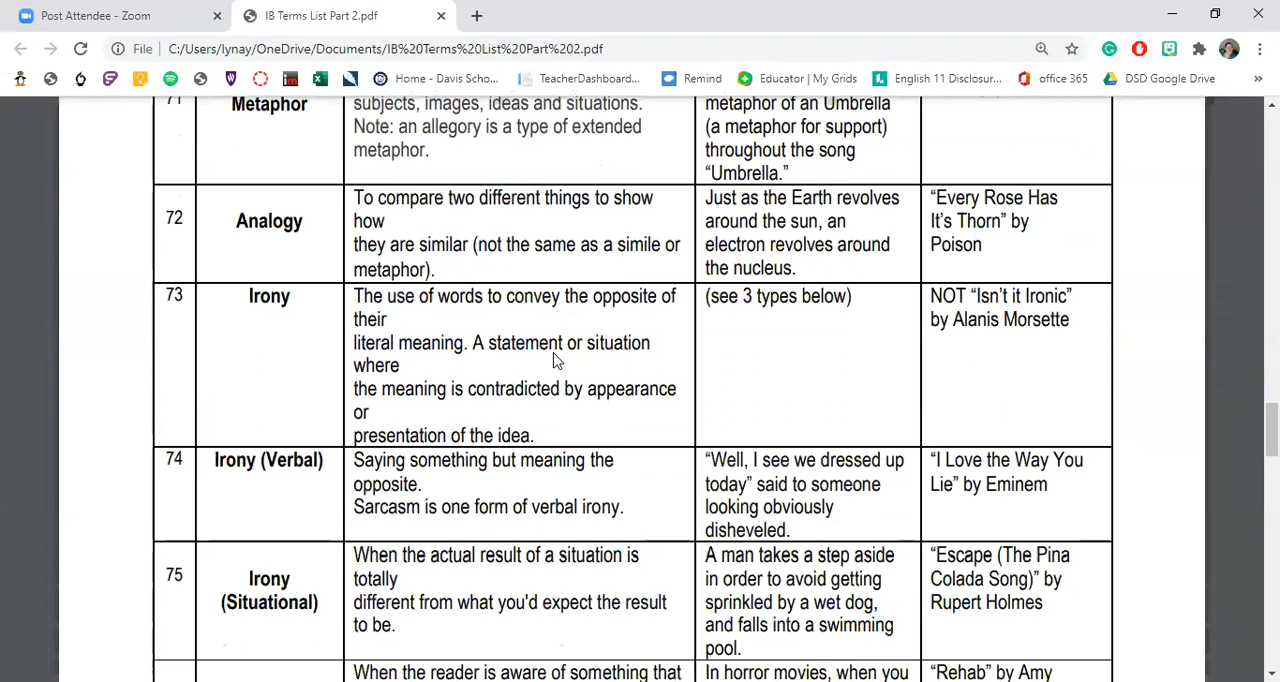 Post Attendee - Zoom
IB Terms List Part 2.pdf
File
C:/Users/lynay/OneDrive/Documents/IB%20Terms%20List%20Part%202.pdf
Home - Davis Scho...
TeacherDashboard...
Remind
Educator | My Grids
English 11 Disclosur...
office 365
DSD Google Drive
»
71
Metaphor
subjects, images, ideas and situations.
Note: an allegory is a type of extended
metaphor.
metaphor of an Umbrella
(a metaphor for support)
throughout the song
“Umbrella.”
72
Analogy
To compare two different things to show
how
they are similar (not the same as a simile or
metaphor).
Just as the Earth revolves
around the sun, an
electron revolves around
the nucleus.
“Every Rose Has
It’s Thorn” by
Poison
73
Irony
The use of words to convey the opposite of
their
literal meaning. A statement or situation
where
the meaning is contradicted by appearance
or
presentation of the idea.
(see 3 types below)
NOT “Isn’t it Ironic”
by Alanis Morsette
74
Irony (Verbal)
Saying something but meaning the
opposite.
Sarcasm is one form of verbal irony.
“Well, I see we dressed up
today” said to someone
looking obviously
disheveled.
“I Love the Way You
Lie” by Eminem
75
Irony
(Situational)
When the actual result of a situation is
totally
different from what you'd expect the result
to be.
A man takes a step aside
in order to avoid getting
sprinkled by a wet dog,
and falls into a swimming
pool.
“Escape (The Pina
Colada Song)” by
Rupert Holmes
When the reader is aware of something that
In horror movies, when you
“Rehab” by Amy